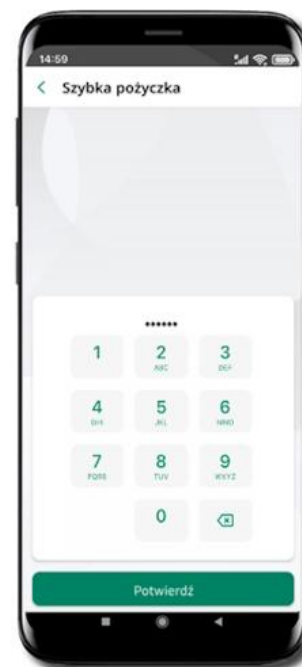 14:59
Szybka pożyczka
••••••
1 2 3
ABC DEF
4 5 6
GHI JKL MNO
7 8 9
PQRS TUV WXYZ
0
Potwierdź